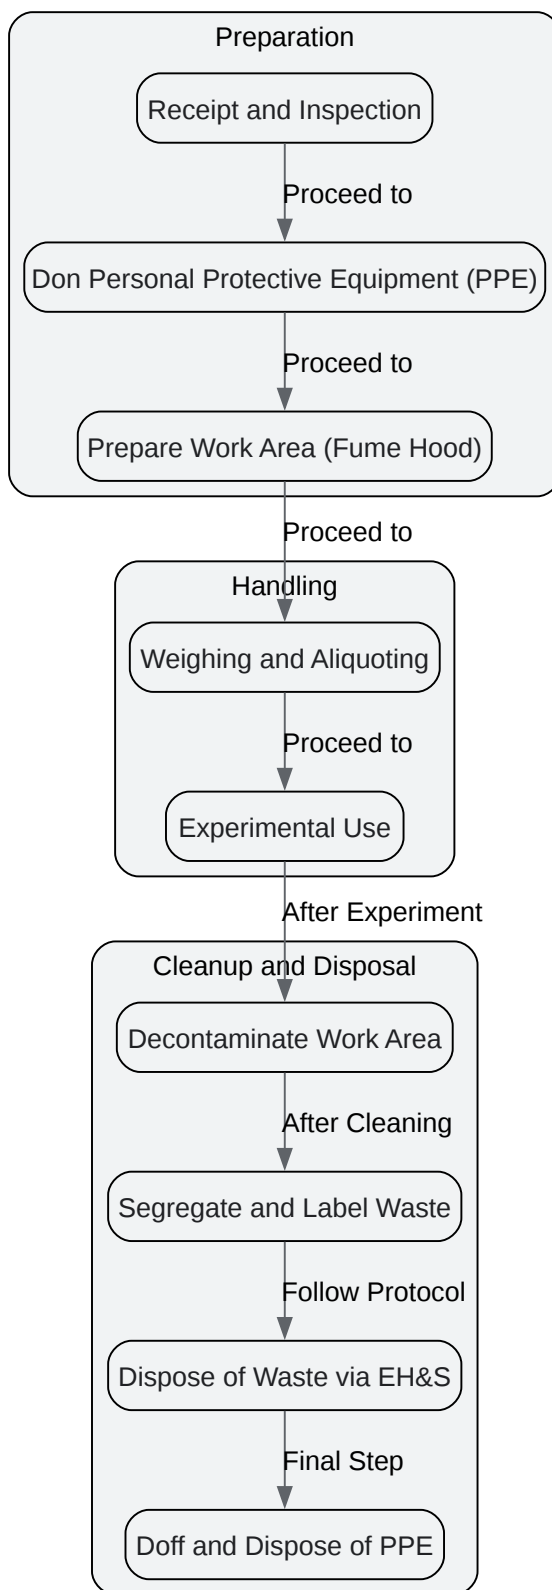 Preparation
Receipt and Inspection
Proceed to
Don Personal Protective Equipment (PPE)
Proceed to
Prepare Work Area (Fume Hood)
Proceed to
Handling
Weighing and Aliquoting
Proceed to
Experimental Use
After Experiment
Cleanup and Disposal
Decontaminate Work Area
After Cleaning
Segregate and Label Waste
Follow Protocol
Dispose of Waste via EH&S
Final Step
Doff and Dispose of PPE